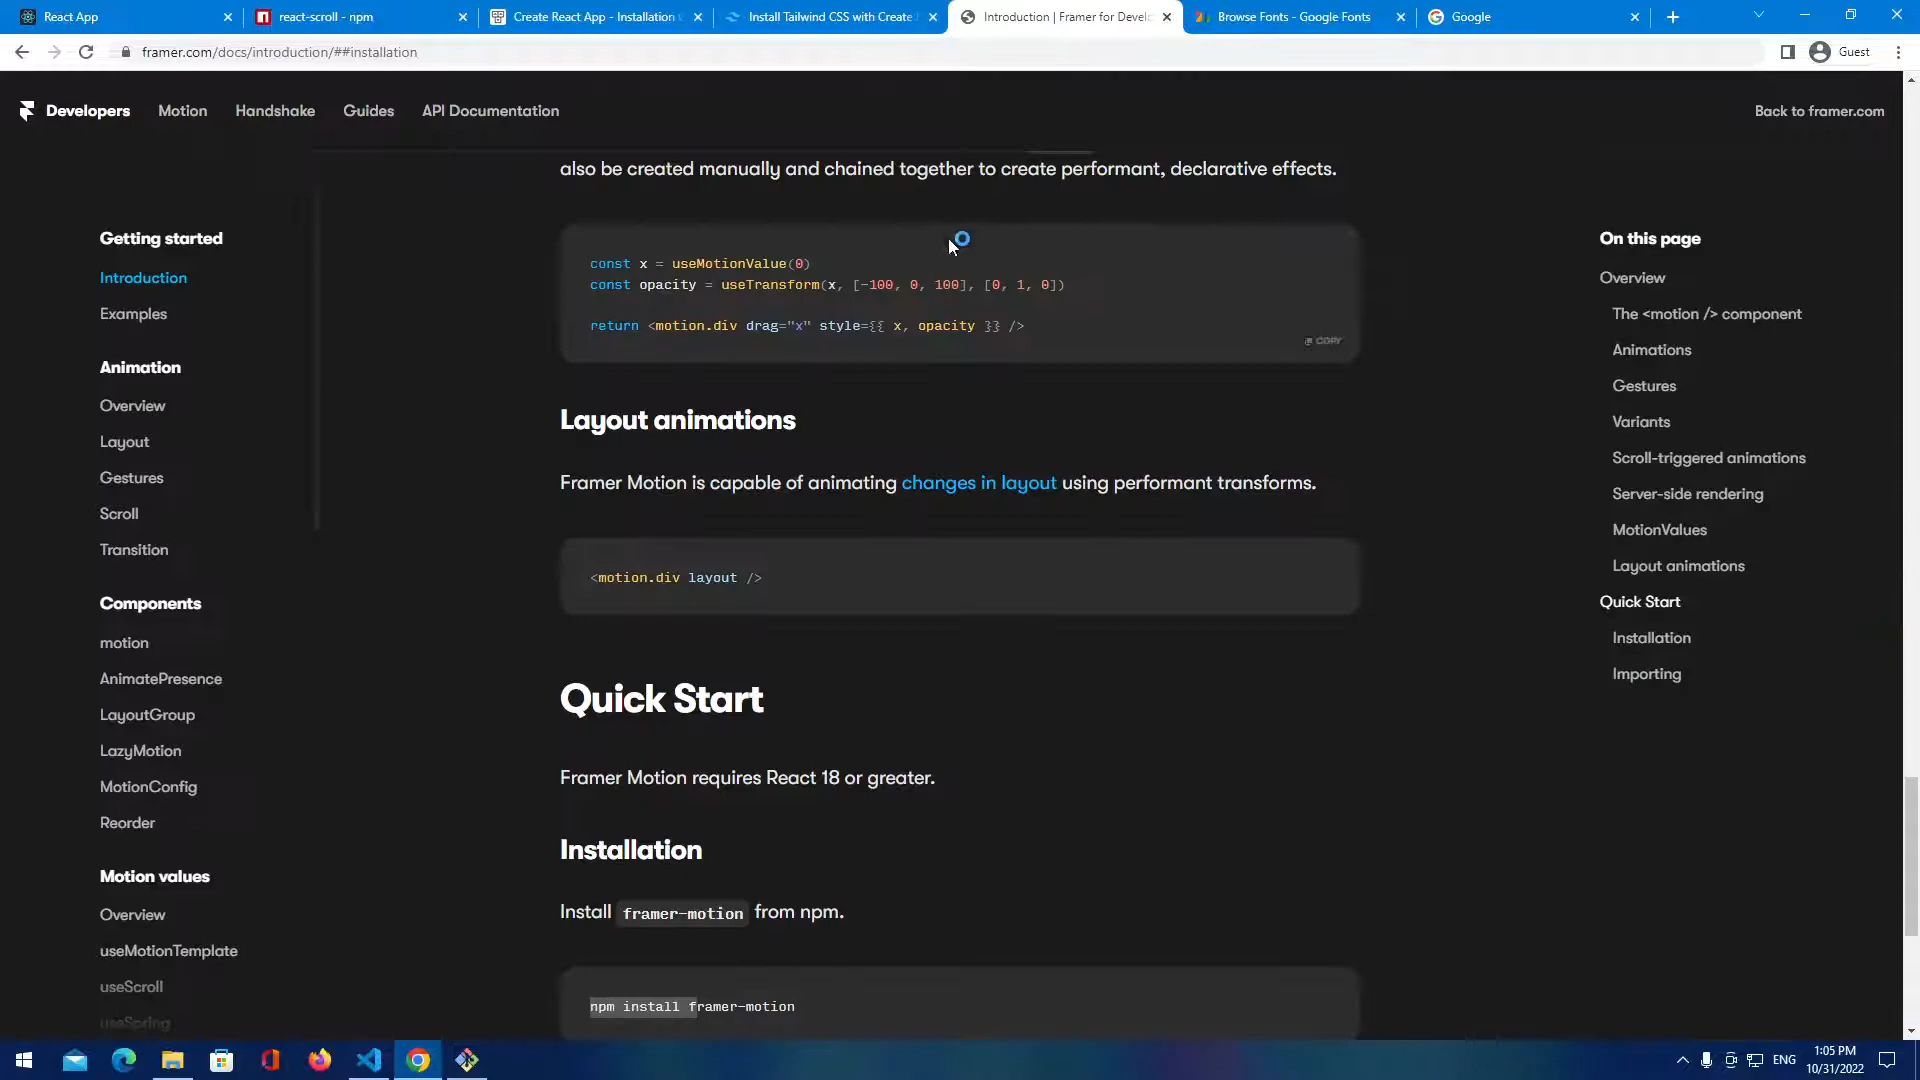 React App
react-scroll - npm
Create React App - Installation
Install Tailwind CSS with Create
Introduction | Framer for Develo
Browse Fonts - Google Fonts
Google
framer.com/docs/introduction/##installation
Guest
Developers
Motion
Handshake
Guides
API Documentation
Back to framer.com
also be created manually and chained together to create performant, declarative effects.
const x = useMotionValue(0)
const opacity = useTransform(x, [-100, 0, 100], [0, 1, 0])
return <motion.div drag="x" style={{ x, opacity }} />
COPY
Layout animations
Framer Motion is capable of animating changes in layout using performant transforms.
<motion.div layout />
Quick Start
Framer Motion requires React 18 or greater.
Installation
Install framer-motion from npm.
npm install framer-motion
Getting started
Introduction
Examples
Animation
Overview
Layout
Gestures
Scroll
Transition
Components
motion
AnimatePresence
LayoutGroup
LazyMotion
MotionConfig
Reorder
Motion values
Overview
useMotionTemplate
useScroll
useSpring
On this page
Overview
The <motion /> component
Animations
Gestures
Variants
Scroll-triggered animations
Server-side rendering
MotionValues
Layout animations
Quick Start
Installation
Importing
ENG
1:05 PM
10/31/2022